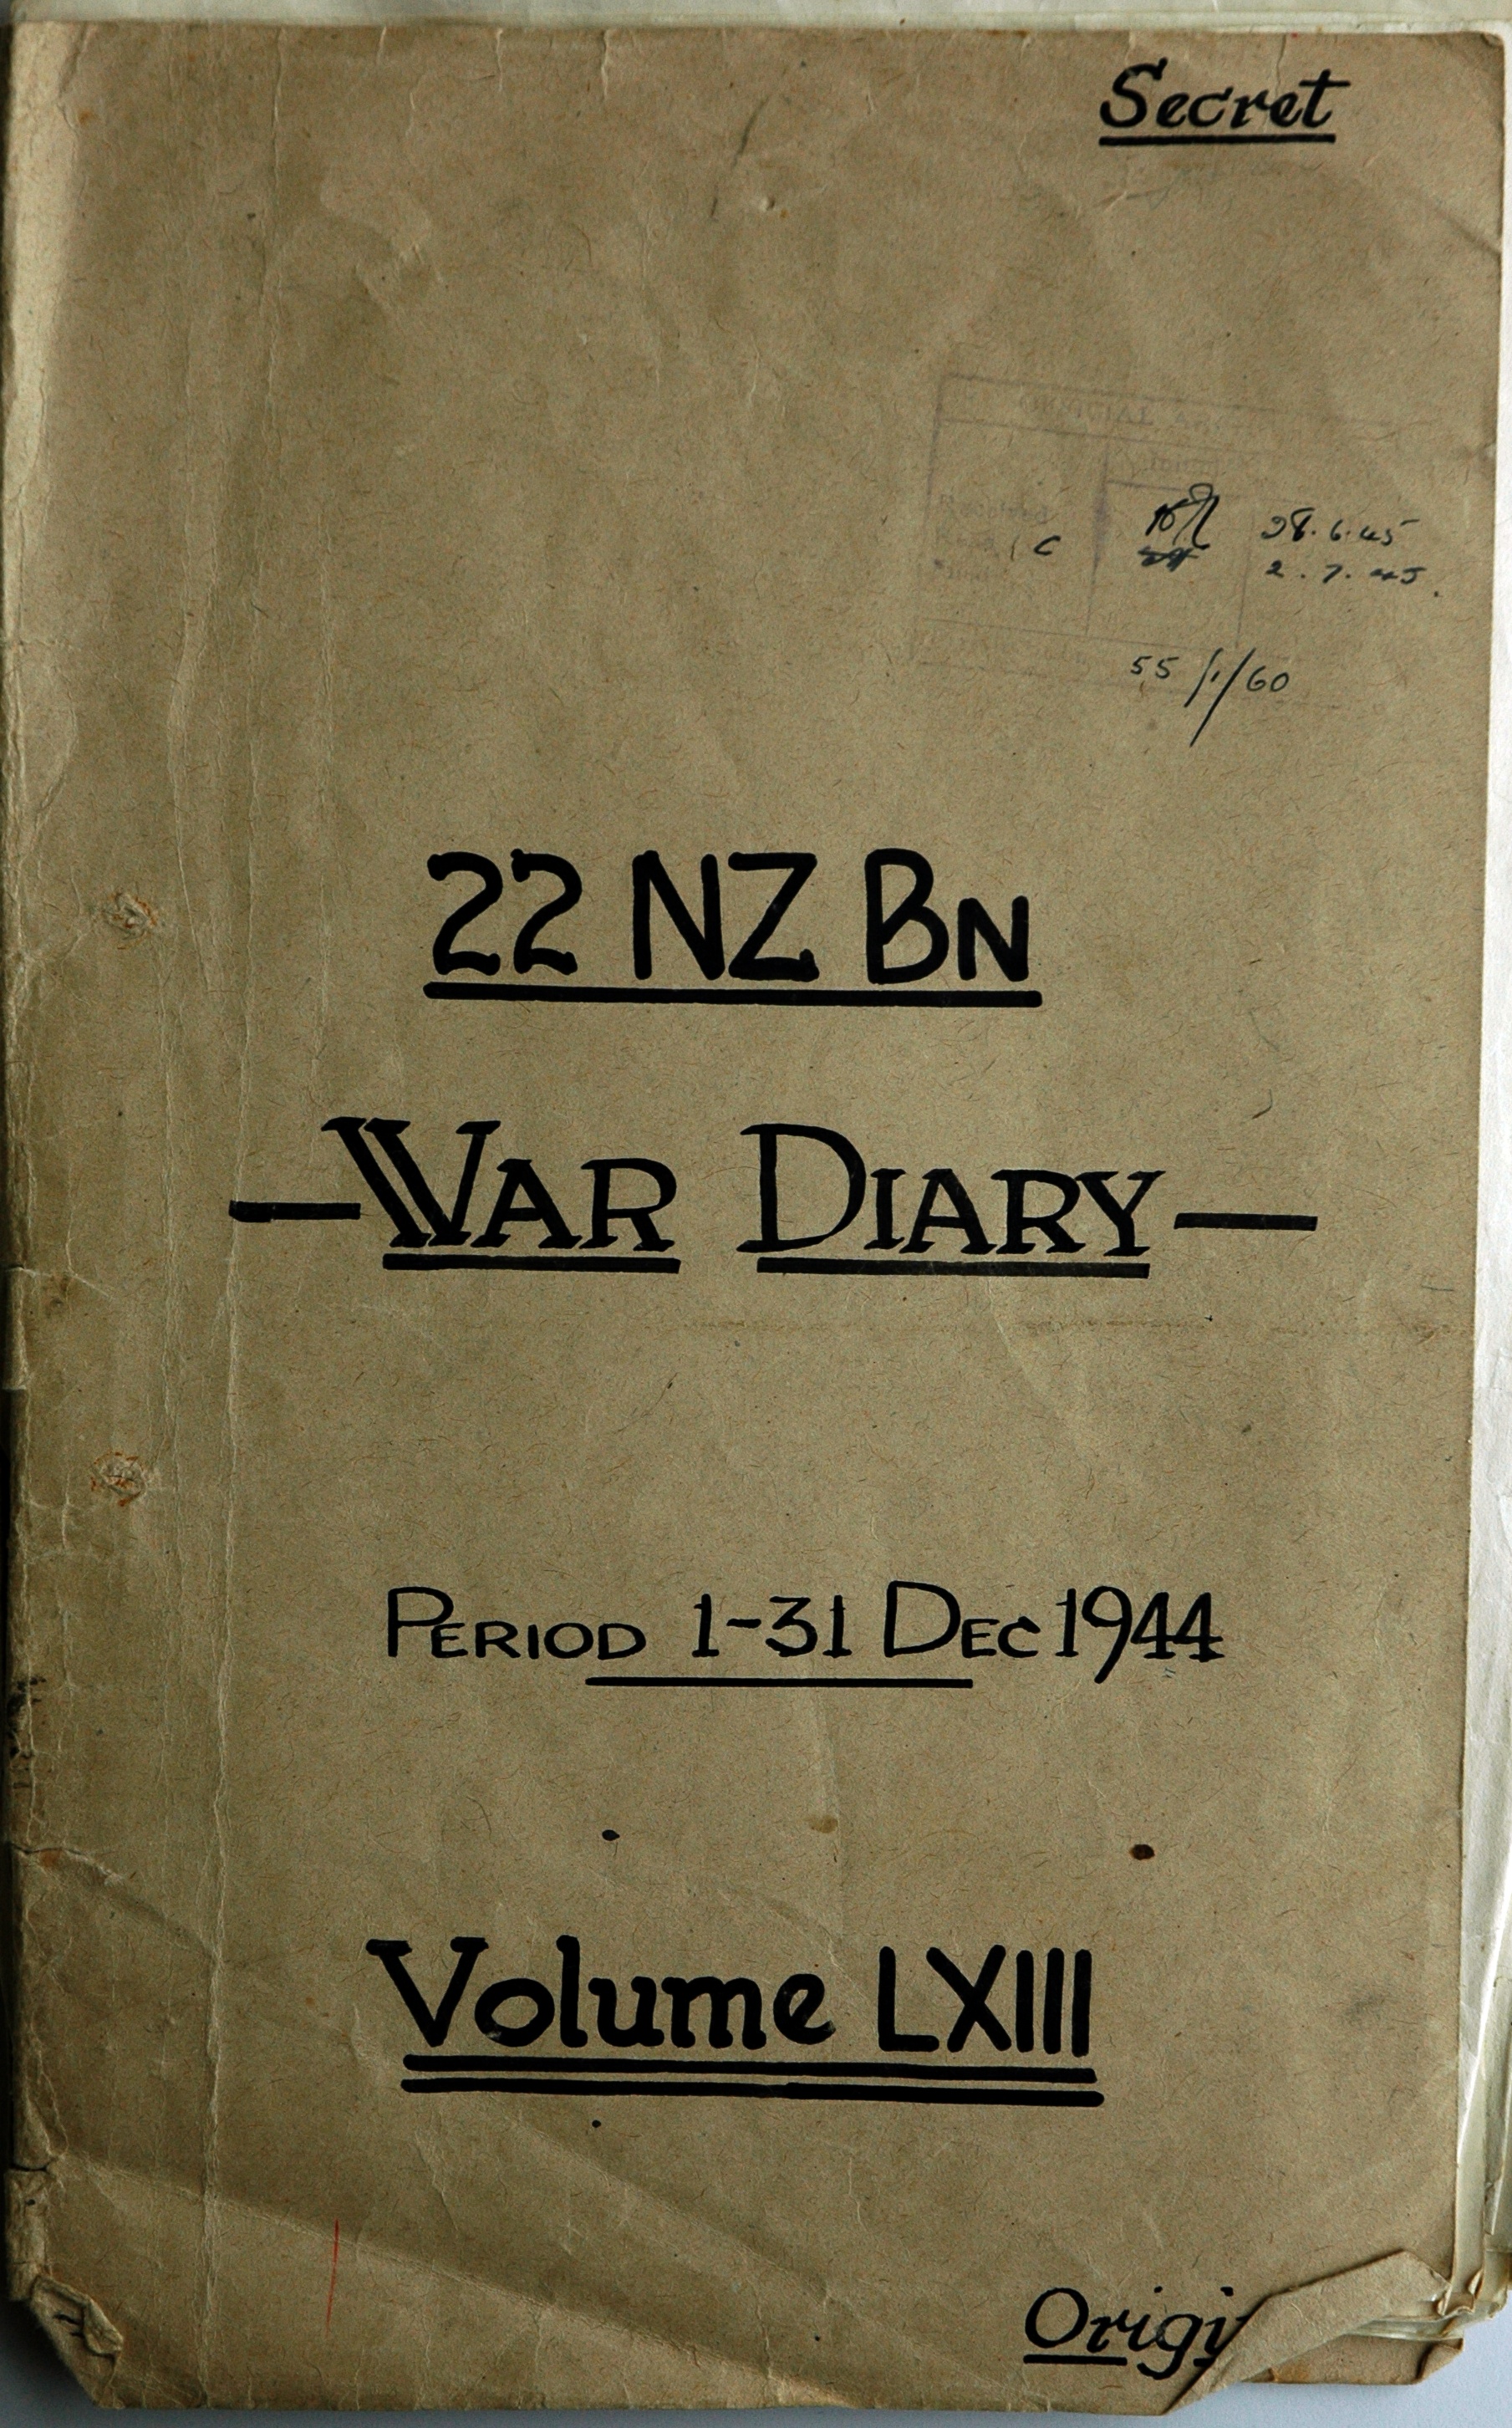 Secret
C 28.6.45
2.7.45.
55/1/60
22 NZ BN
—WAR DIARY—
PERIOD 1-31 DEC 1944
Volume LXIII
Origi